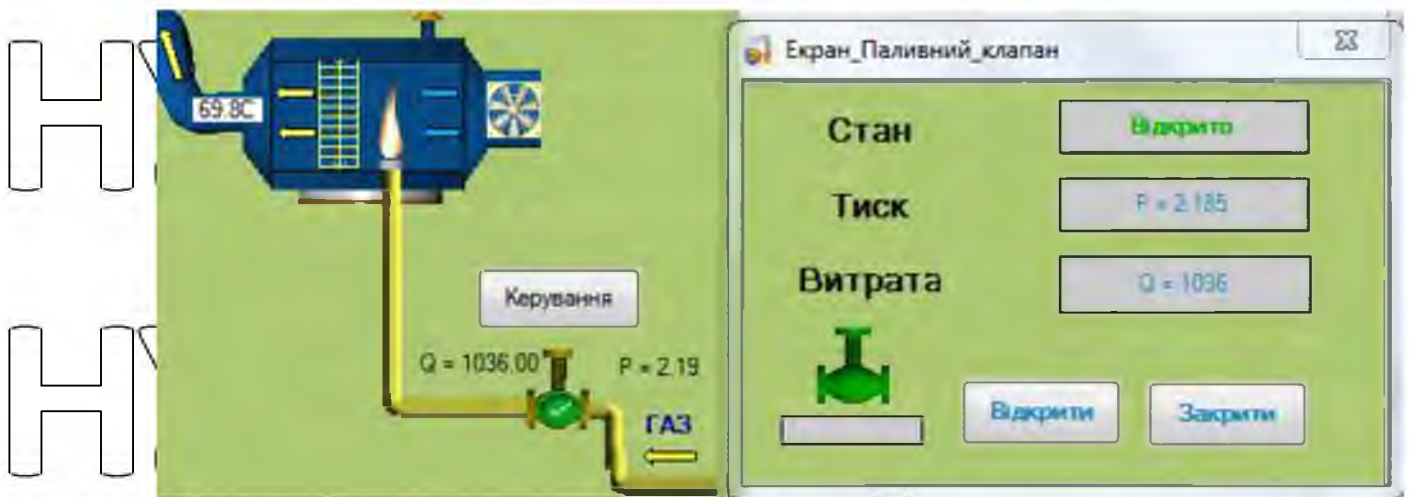 Н
69.8C
Керування
Q = 1036.00
P = 2.19
ГАЗ
Н
Екран_Паливний_клапан
Стан
Відкрито
Тиск
P = 2.185
Витрата
Q = 1036
Відкрити
Закрити